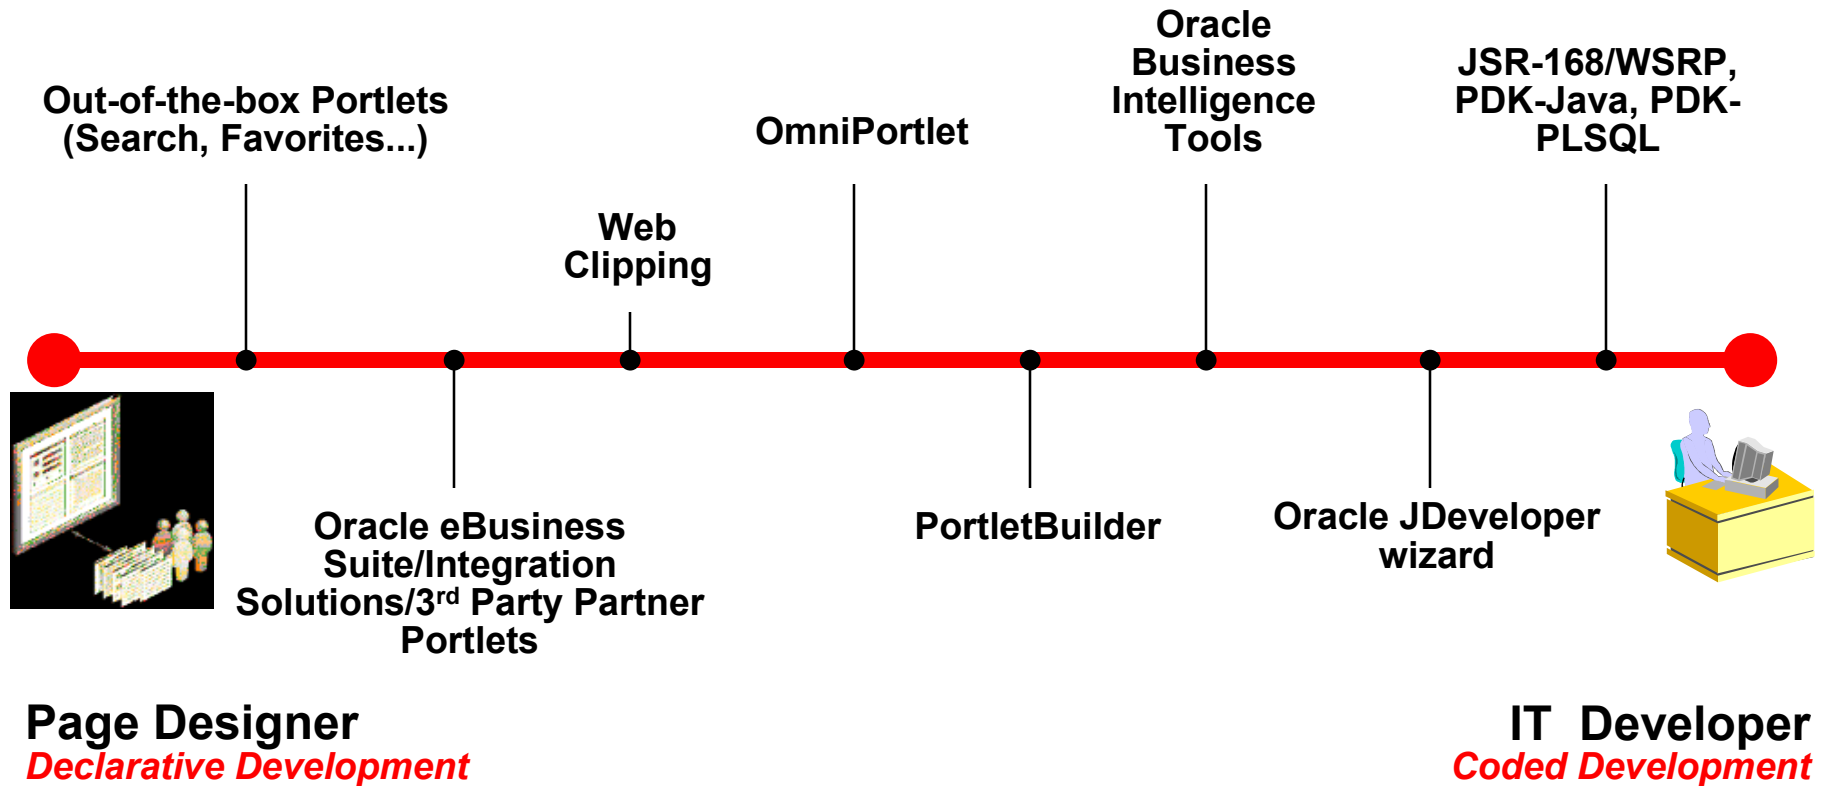 Out-of-the-box Portlets
(Search, Favorites...)
Web
Clipping
OmniPortlet
Oracle
Business
Intelligence
Tools
JSR-168/WSRP,
PDK-Java, PDK-
PLSQL
Oracle eBusiness
Suite/Integration
Solutions/3rd Party Partner
Portlets
PortletBuilder
Oracle JDeveloper
wizard
Page Designer
Declarative Development
IT Developer
Coded Development